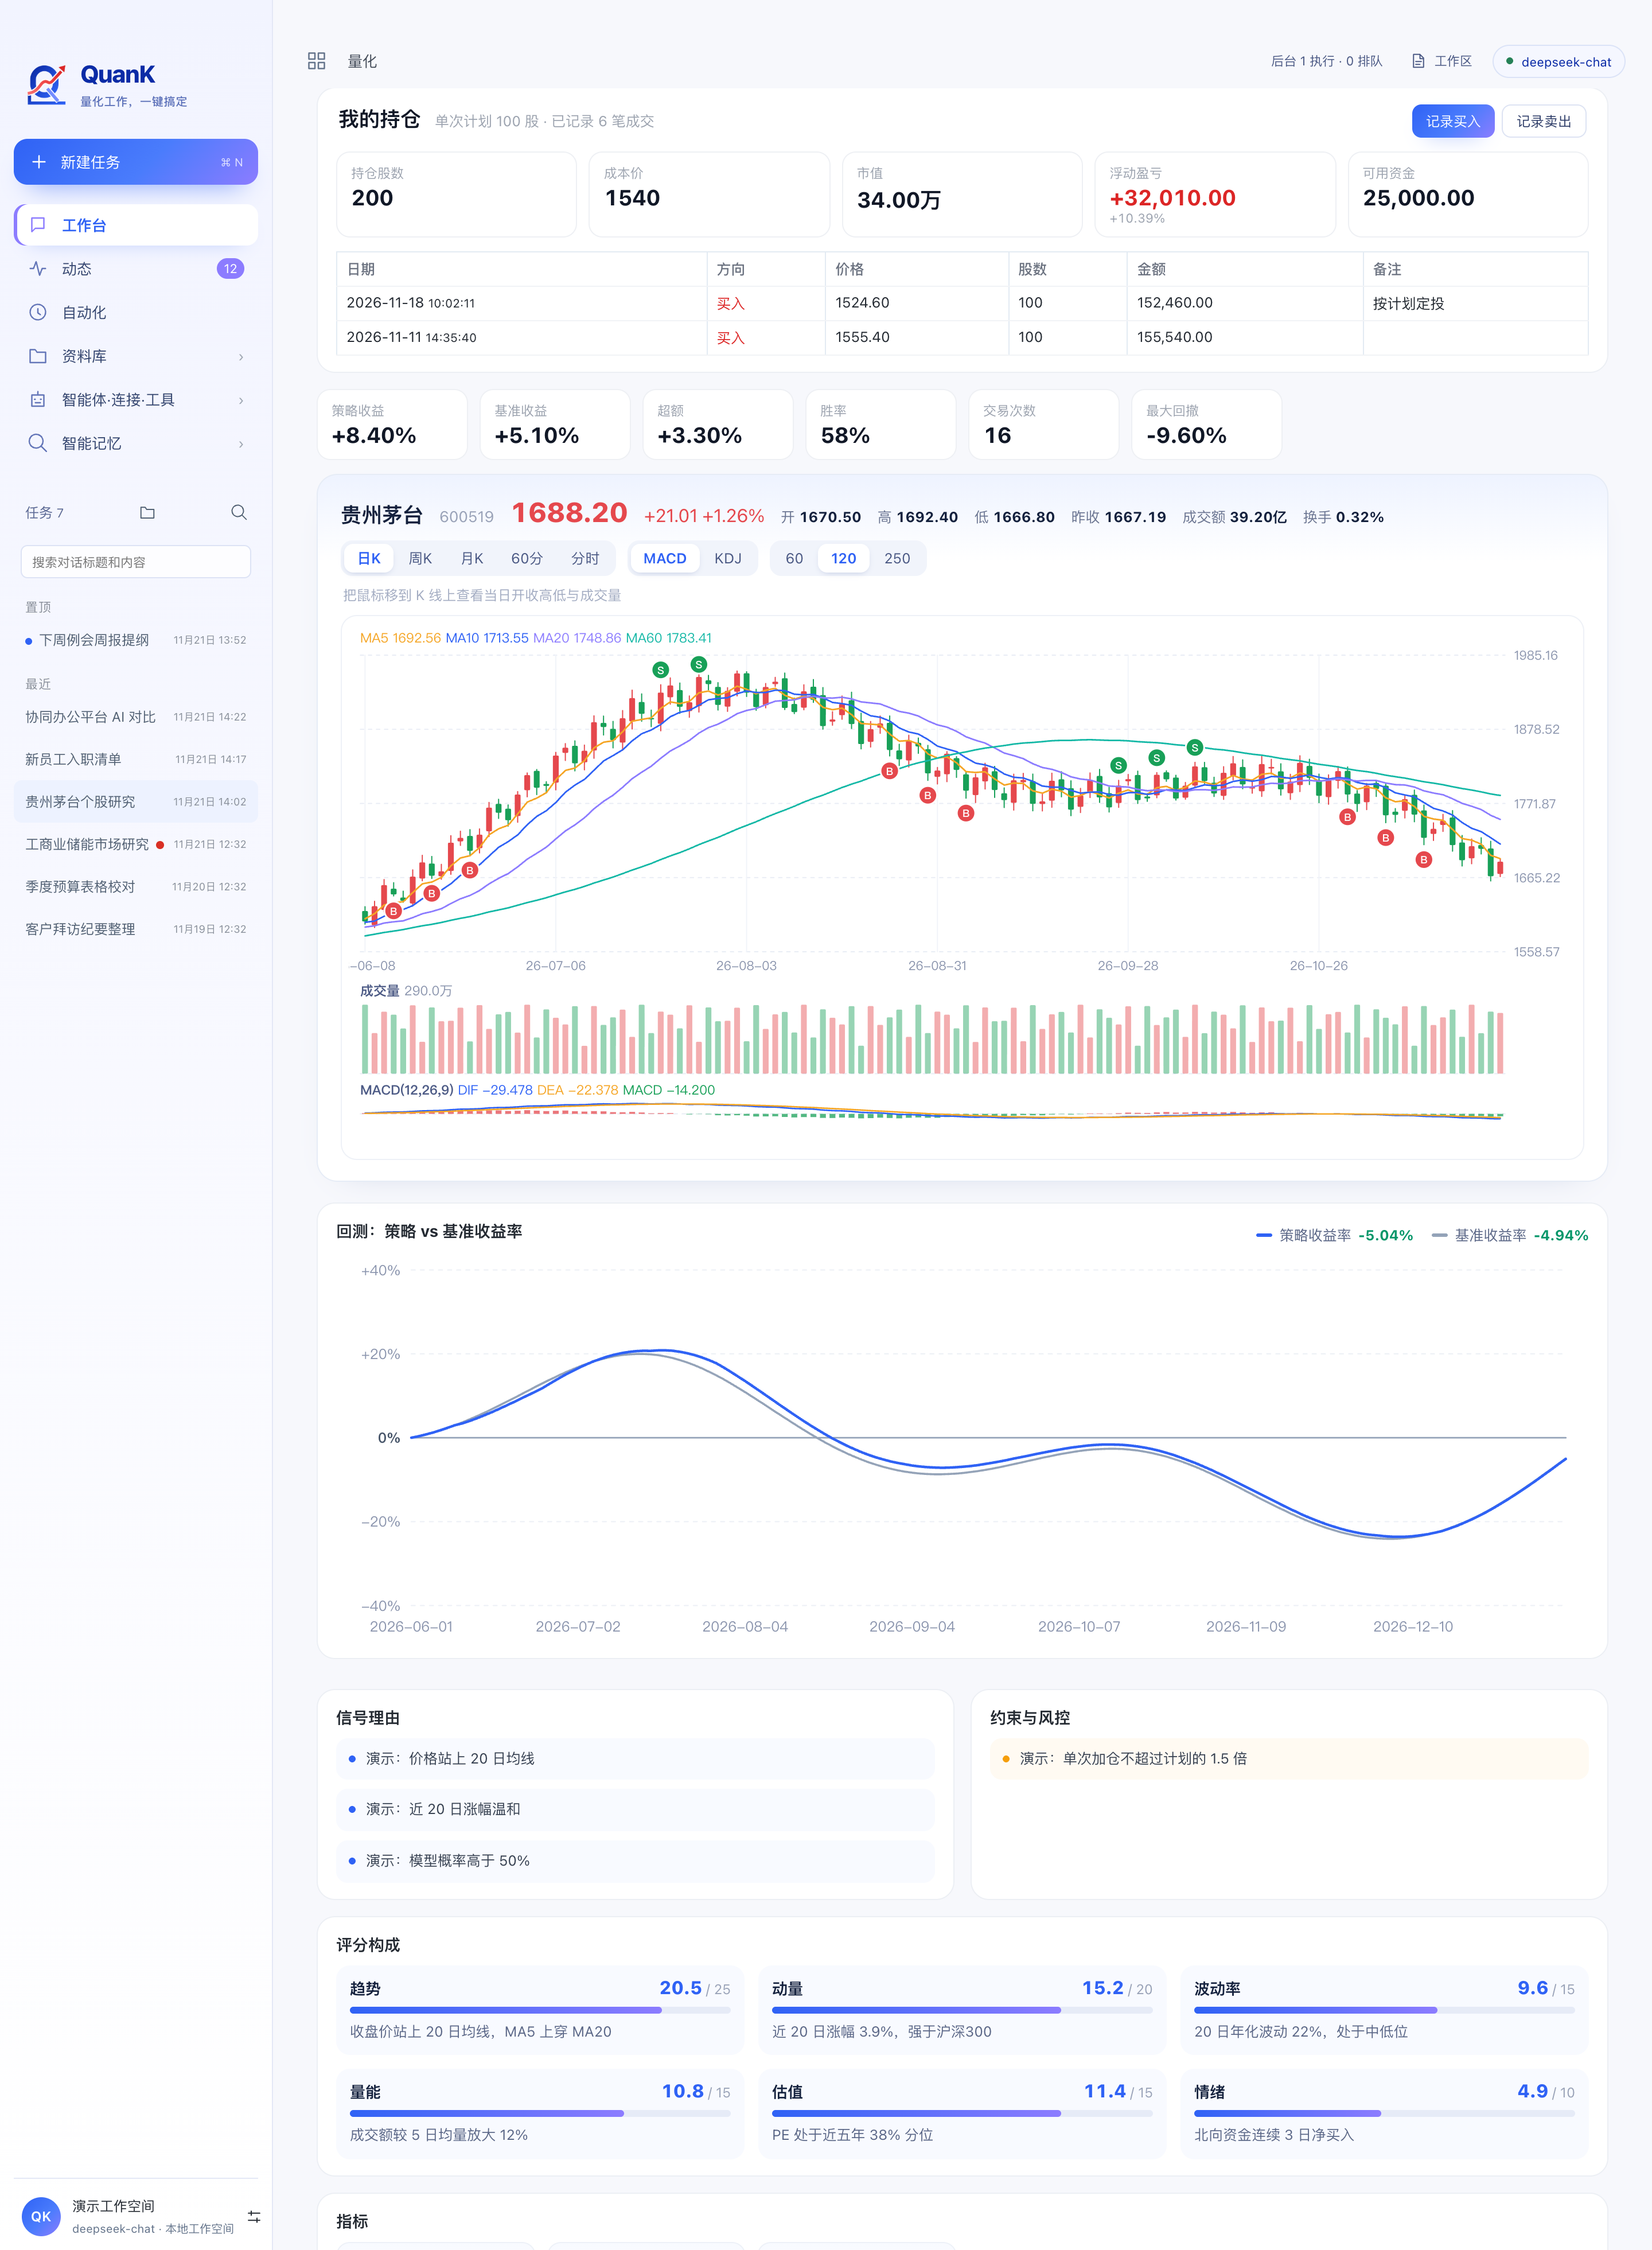 QuanK
量化工作，一键搞定
新建任务 ⌘ N
工作台
动态 12
自动化
资料库
智能体·连接·工具
智能记忆
任务 7
搜索对话标题和内容
置顶
下周例会周报提纲 11月21日 13:52
最近
协同办公平台 AI 对比 11月21日 14:22
新员工入职清单 11月21日 14:17
贵州茅台个股研究 11月21日 14:02
工商业储能市场研究 11月21日 12:32
季度预算表格校对 11月20日 12:32
客户拜访纪要整理 11月19日 12:32
QK
演示工作空间
deepseek-chat · 本地工作空间
量化
后台 1 执行 · 0 排队 工作区 deepseek-chat
我的持仓 单次计划 100 股 · 已记录 6 笔成交 记录买入 记录卖出
持仓股数 成本价 市值 浮动盈亏 可用资金
200 1540 34.00万 +32,010.00 25,000.00
+10.39%
日期 方向 价格 股数 金额 备注
2026-11-18 10:02:11 买入 1524.60 100 152,460.00 按计划定投
2026-11-11 14:35:40 买入 1555.40 100 155,540.00
策略收益 基准收益 超额 胜率 交易次数 最大回撤
+8.40% +5.10% +3.30% 58% 16 -9.60%
贵州茅台 600519 1688.20 +21.01 +1.26% 开 1670.50 高 1692.40 低 1666.80 昨收 1667.19 成交额 39.20亿 换手 0.32%
日K 周K 月K 60分 分时 MACD KDJ 60 120 250
把鼠标移到 K 线上查看当日开收高低与成交量
MA5 1692.56 MA10 1713.55 MA20 1748.86 MA60 1783.41
1985.16
S S
1878.52
S S S
B B B
1771.87
B B B
B B B
1665.22
1558.57
–06–08 26–07–06 26–08–03 26–08–31 26–09–28 26–10–26
成交量 290.0万
MACD(12,26,9) DIF –29.478 DEA –22.378 MACD –14.200
回测：策略 vs 基准收益率 策略收益率 -5.04% 基准收益率 -4.94%
+40%
+20%
0%
–20%
–40%
2026–06–01 2026–07–02 2026–08–04 2026–09–04 2026–10–07 2026–11–09 2026–12–10
信号理由
演示：价格站上 20 日均线
演示：近 20 日涨幅温和
演示：模型概率高于 50%
约束与风控
演示：单次加仓不超过计划的 1.5 倍
评分构成
趋势 20.5 / 25
收盘价站上 20 日均线，MA5 上穿 MA20
动量 15.2 / 20
近 20 日涨幅 3.9%，强于沪深300
波动率 9.6 / 15
20 日年化波动 22%，处于中低位
量能 10.8 / 15
成交额较 5 日均量放大 12%
估值 11.4 / 15
PE 处于近五年 38% 分位
情绪 4.9 / 10
北向资金连续 3 日净买入
指标